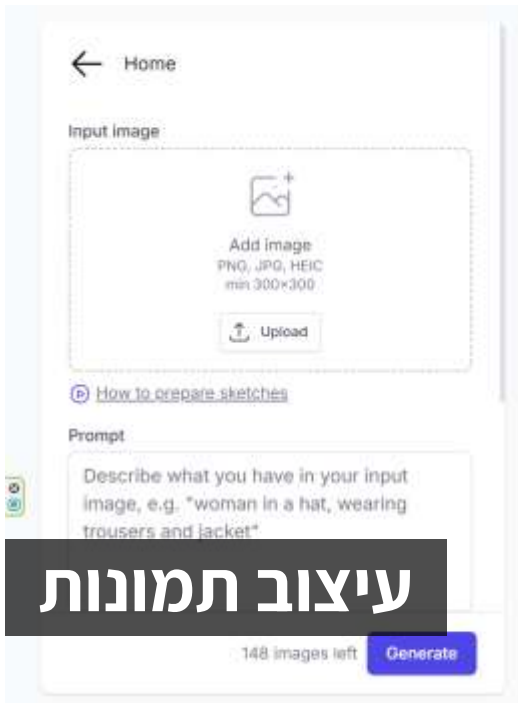 Home
Input image
Add image
PNG, JPG, HEIC
min 300×300
Upload
How to prepare sketches
Prompt
Describe what you have in your input
image, e.g. "woman in a hat, wearing
trousers and jacket"
עיצוב תמונות
148 images left
Generate